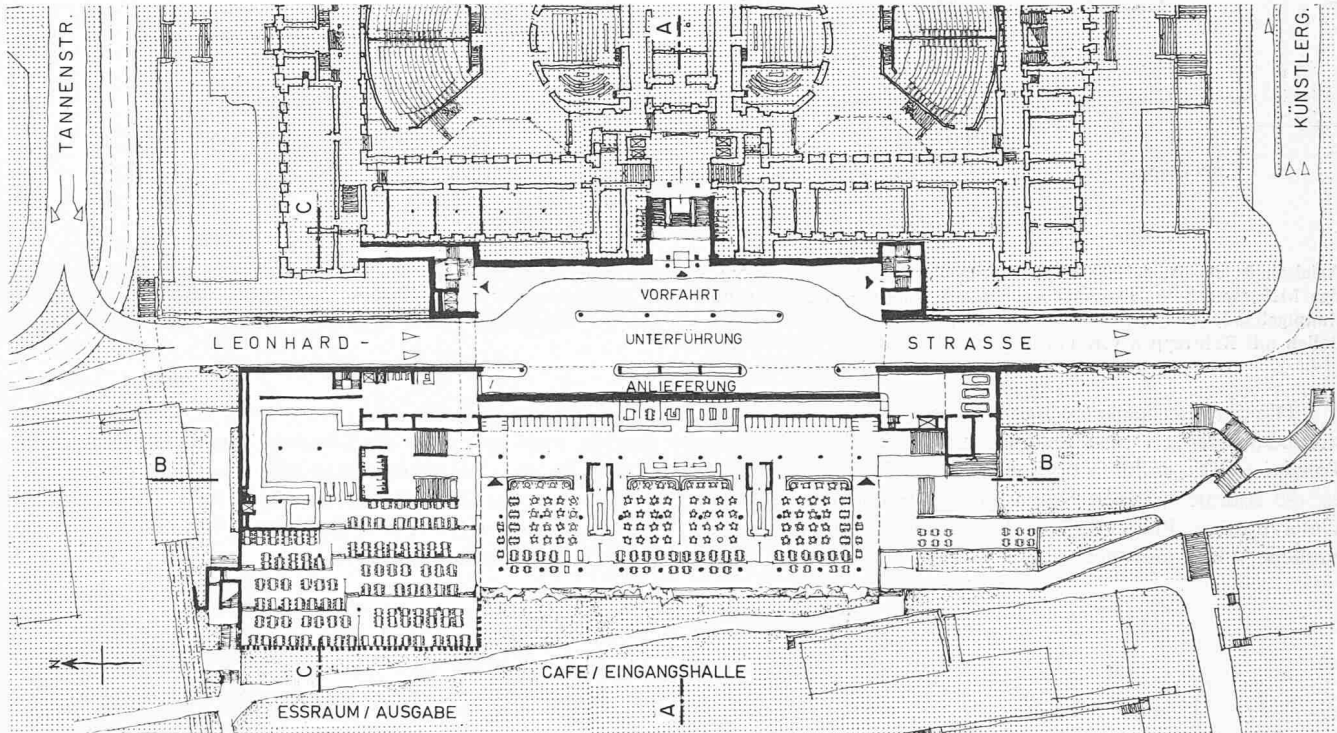 TANNENSTR.
KÜNSTLERG.
A
C
VORFAHRT
LEONHARD-
UNTERFÜHRUNG
STRASSE
ANLIEFERUNG
B
B
N
C
CAFE / EINGANGSHALLE
A
ESSRAUM / AUSGABE